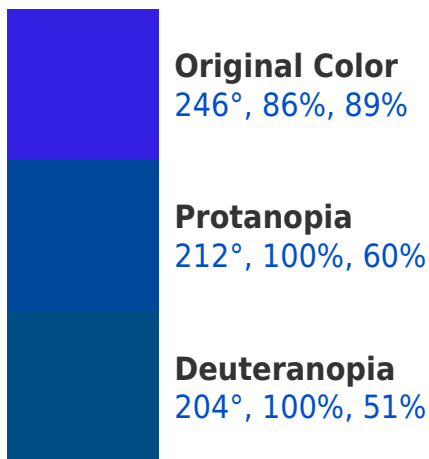 Original Color
246°, 86%, 89%
Protanopia
212°, 100%, 60%
Deuteranopia
204°, 100%, 51%